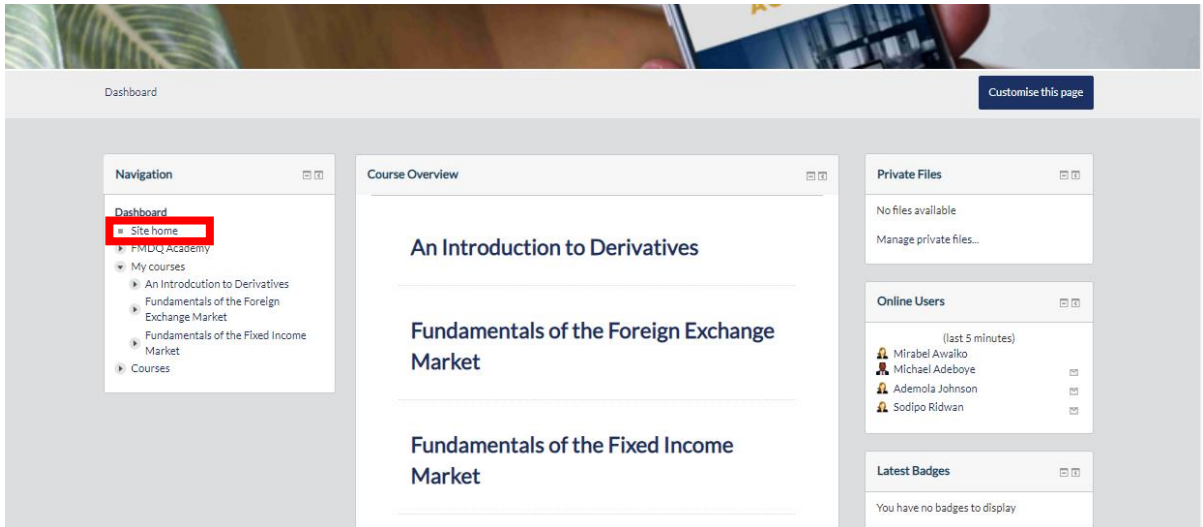 Dashboard
Customise this page
Navigation
Dashboard
Site home
FMDQ Academy
My courses
An Introdcution to Derivatives
Fundamentals of the Foreign
Exchange Market
Fundamentals of the Fixed Income
Market
Courses
Course Overview
An Introduction to Derivatives
Fundamentals of the Foreign Exchange
Market
Fundamentals of the Fixed Income
Market
Private Files
No files available
Manage private files...
Online Users
(last 5 minutes)
Mirabel Awaiko
Michael Adeboye
Ademola Johnson
Sodipo Ridwan
Latest Badges
You have no badges to display